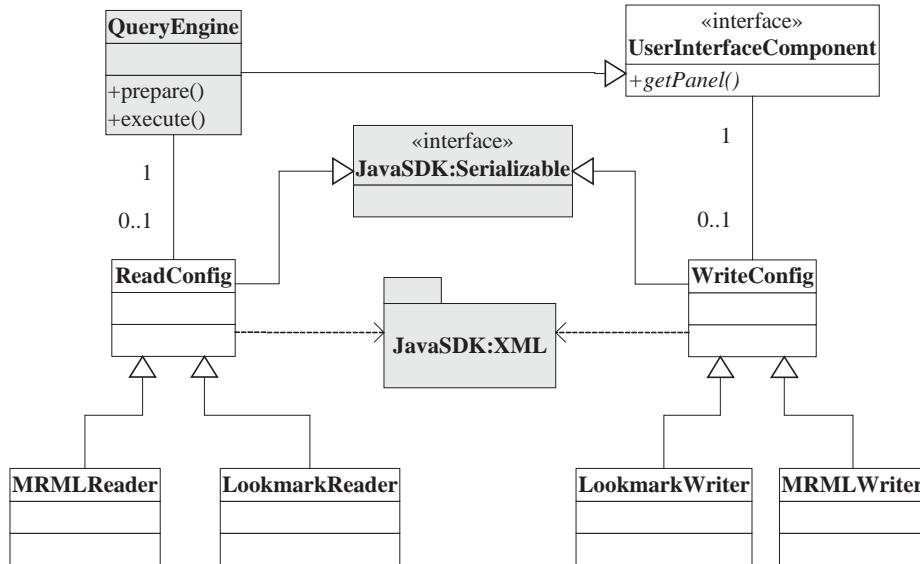 QueryEngine
+prepare()
+execute()
«interface»
UserInterfaceComponent
+getPanel()
1
0..1
«interface»
JavaSDK:Serializable
1
0..1
ReadConfig
JavaSDK:XML
WriteConfig
MRMLReader
LookmarkReader
LookmarkWriter
MRMLWriter